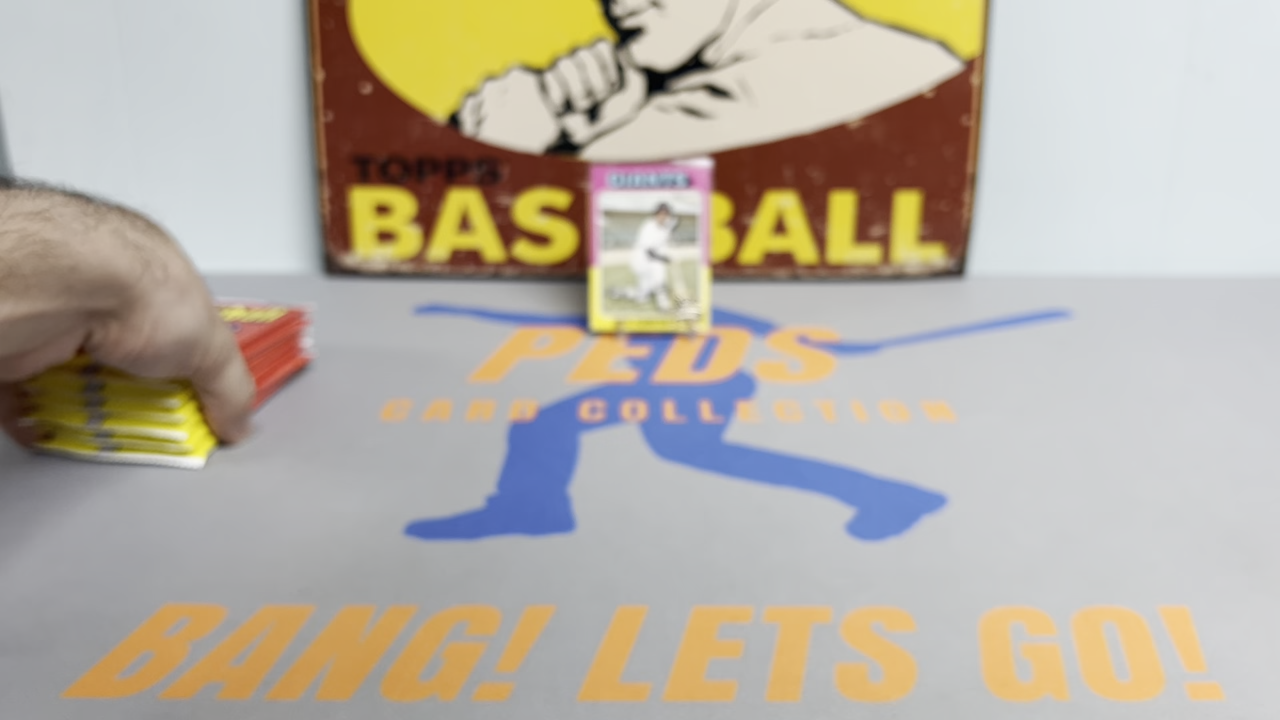 TOPPS
BASEBALL
PEDS
CARD COLLECTION
BANG! LETS GO!